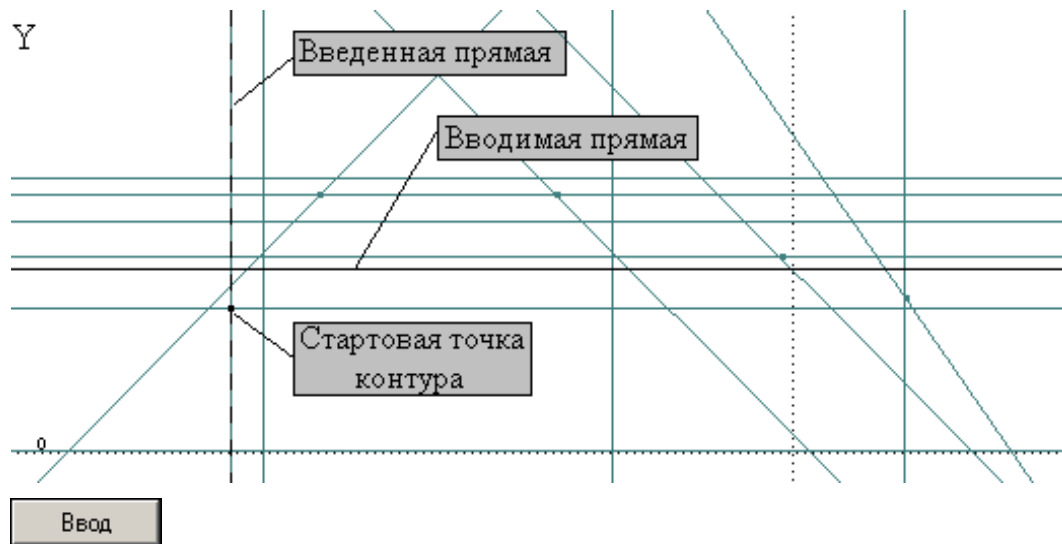 Y
Введенная прямая
Вводимая прямая
Стартовая точка
контура
0
Ввод